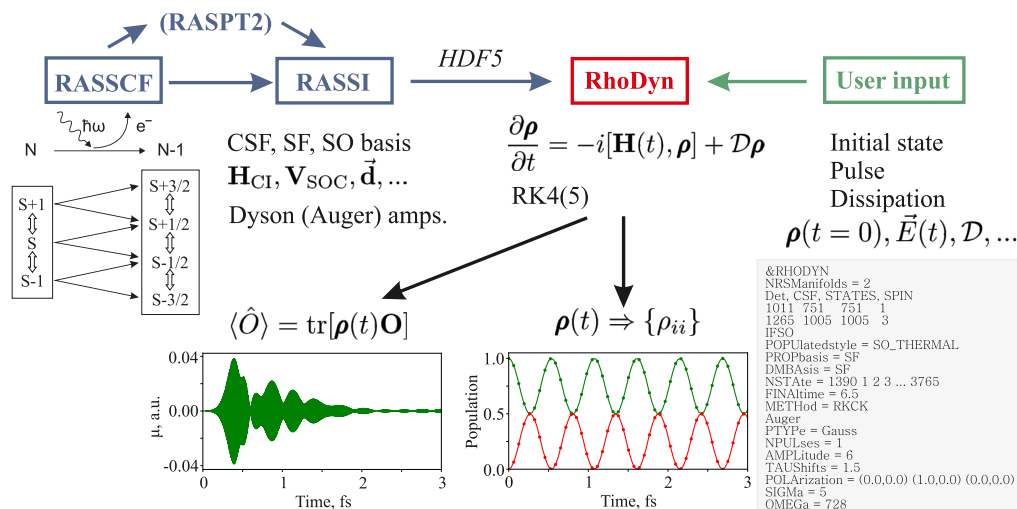 (RASPT2)
RASSCF
RASSI
HDF5
RhoDyn
User input
ħω
e⁻
N
N-1
S+1
S
S-1
S+3/2
S+1/2
S-1/2
S-3/2
CSF, SF, SO basis
H_CI, V_SOC, d⃗, ...
Dyson (Auger) amps.
∂ρ/∂t = −i[H(t), ρ] + 𝒟ρ
RK4(5)
Initial state
Pulse
Dissipation
ρ(t = 0), E⃗(t), 𝒟, ...
⟨Ô⟩ = tr[ρ(t)O]
ρ(t) ⇒ {ρ_ii}
μ, a.u.
0.04
0.00
-0.04
0 1 2 3
Time, fs
Population
1.0
0.5
0.0
0 1 2 3
Time, fs
&RHODYN
NRSManifolds = 2
Det, CSF, STATES, SPIN
1011 751 751 1
1265 1005 1005 3
IFSO
POPUlatedstyle = SO_THERMAL
PROPbasis = SF
DMBAsis = SF
NSTAte = 1390 1 2 3 ... 3765
FINAltime = 6.5
METHod = RKCK
Auger
PTYPe = Gauss
NPULses = 1
AMPLitude = 6
TAUShifts = 1.5
POLArization = (0.0,0.0) (1.0,0.0) (0.0,0.0)
SIGMa = 5
OMEGa = 728